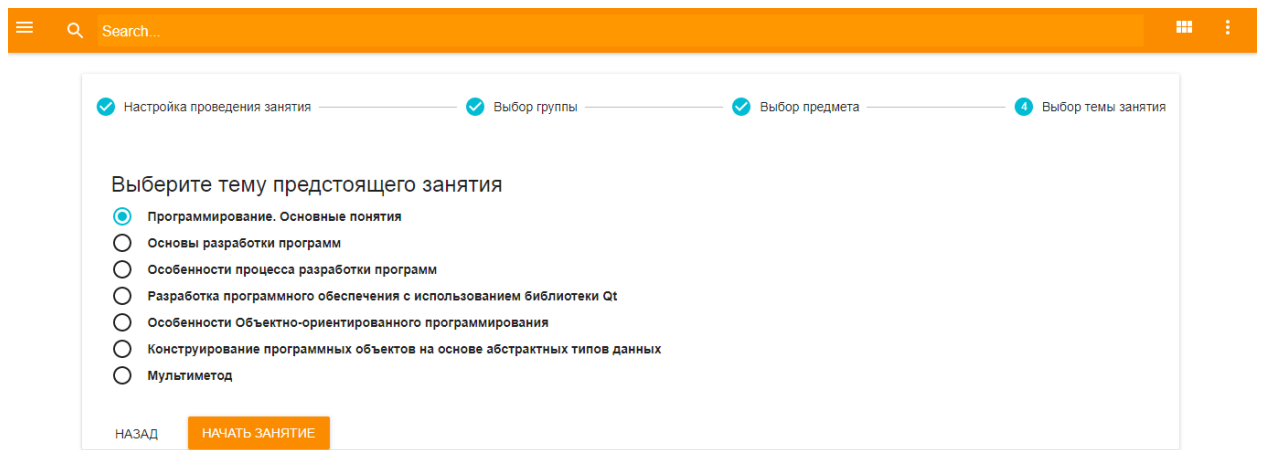 Search...
Настройка проведения занятия Выбор группы Выбор предмета 4 Выбор темы занятия
Выберите тему предстоящего занятия
Программирование. Основные понятия
Основы разработки программ
Особенности процесса разработки программ
Разработка программного обеспечения с использованием библиотеки Qt
Особенности Объектно-ориентированного программирования
Конструирование программных объектов на основе абстрактных типов данных
Мультиметод
НАЗАД НАЧАТЬ ЗАНЯТИЕ